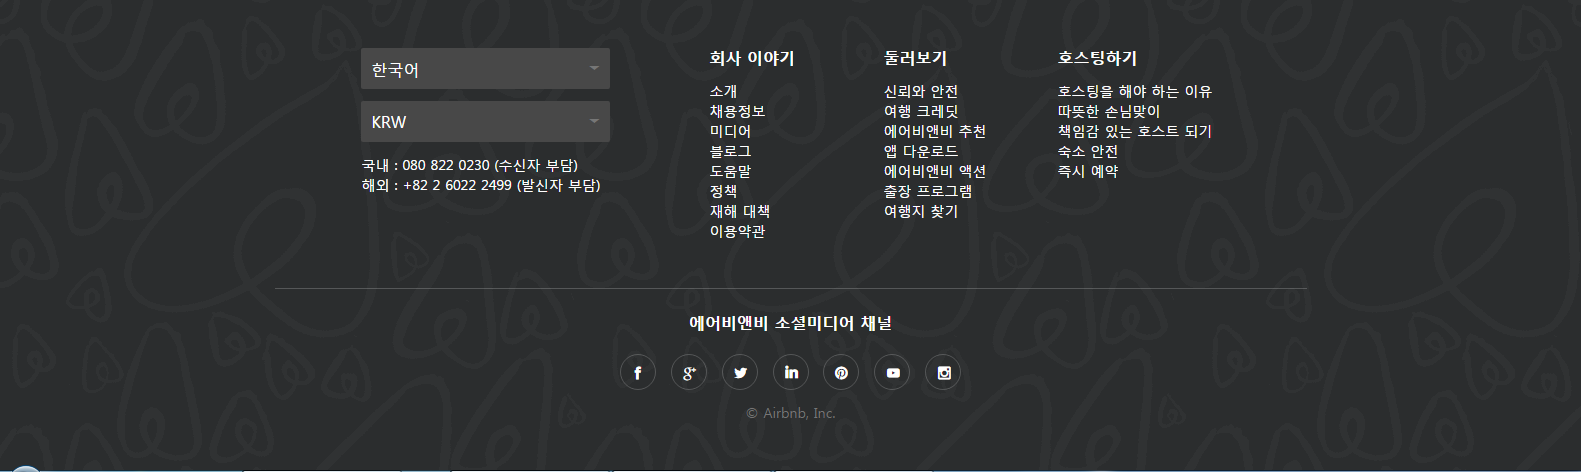 한국어
KRW
국내 : 080 822 0230 (수신자 부담)
해외 : +82 2 6022 2499 (발신자 부담)
회사 이야기
소개
채용정보
미디어
블로그
도움말
정책
재해 대책
이용약관
둘러보기
신뢰와 안전
여행 크레딧
에어비앤비 추천
앱 다운로드
에어비앤비 액션
출장 프로그램
여행지 찾기
호스팅하기
호스팅을 해야 하는 이유
따뜻한 손님맞이
책임감 있는 호스트 되기
숙소 안전
즉시 예약
에어비앤비 소셜미디어 채널
© Airbnb, Inc.